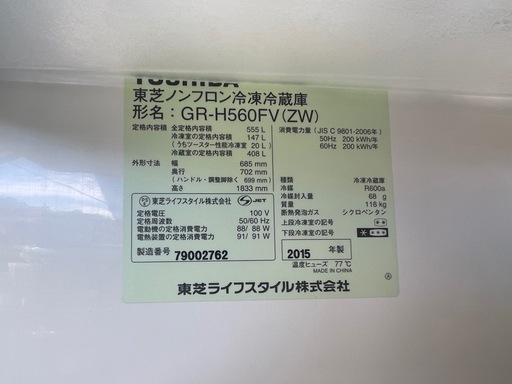 TOSHIBA
東芝ノンフロン冷凍冷蔵庫
形名：GR-H560FV(ZW)
定格内容積 全定格内容積 555 L
冷凍室の定格内容積 147 L
(うちツースター性能冷凍室 20 L)
冷蔵室の定格内容積 408 L
外形寸法 幅 685 mm
奥行 702 mm
(ハンドル・調整脚除く 699 mm)
高さ 1833 mm
東芝ライフスタイル株式会社 S JET
定格電圧 100 V
定格周波数 50/60 Hz
電動機の定格消費電力 88/ 88 W
電熱装置の定格消費電力 91/ 91 W
製造番号 79002762
消費電力量 (JIS C 9801-2006年)
50Hz 200 kWh/年
60Hz 200 kWh/年
種類 冷凍冷蔵庫
冷媒 R600a
冷媒封入量 68 g
質量 116 kg
断熱発泡ガス シクロペンタン
上段冷凍室の記号
下段冷凍室の記号
2015 年製
温度ヒューズ 77 ℃
MADE IN CHINA
A
東芝ライフスタイル株式会社